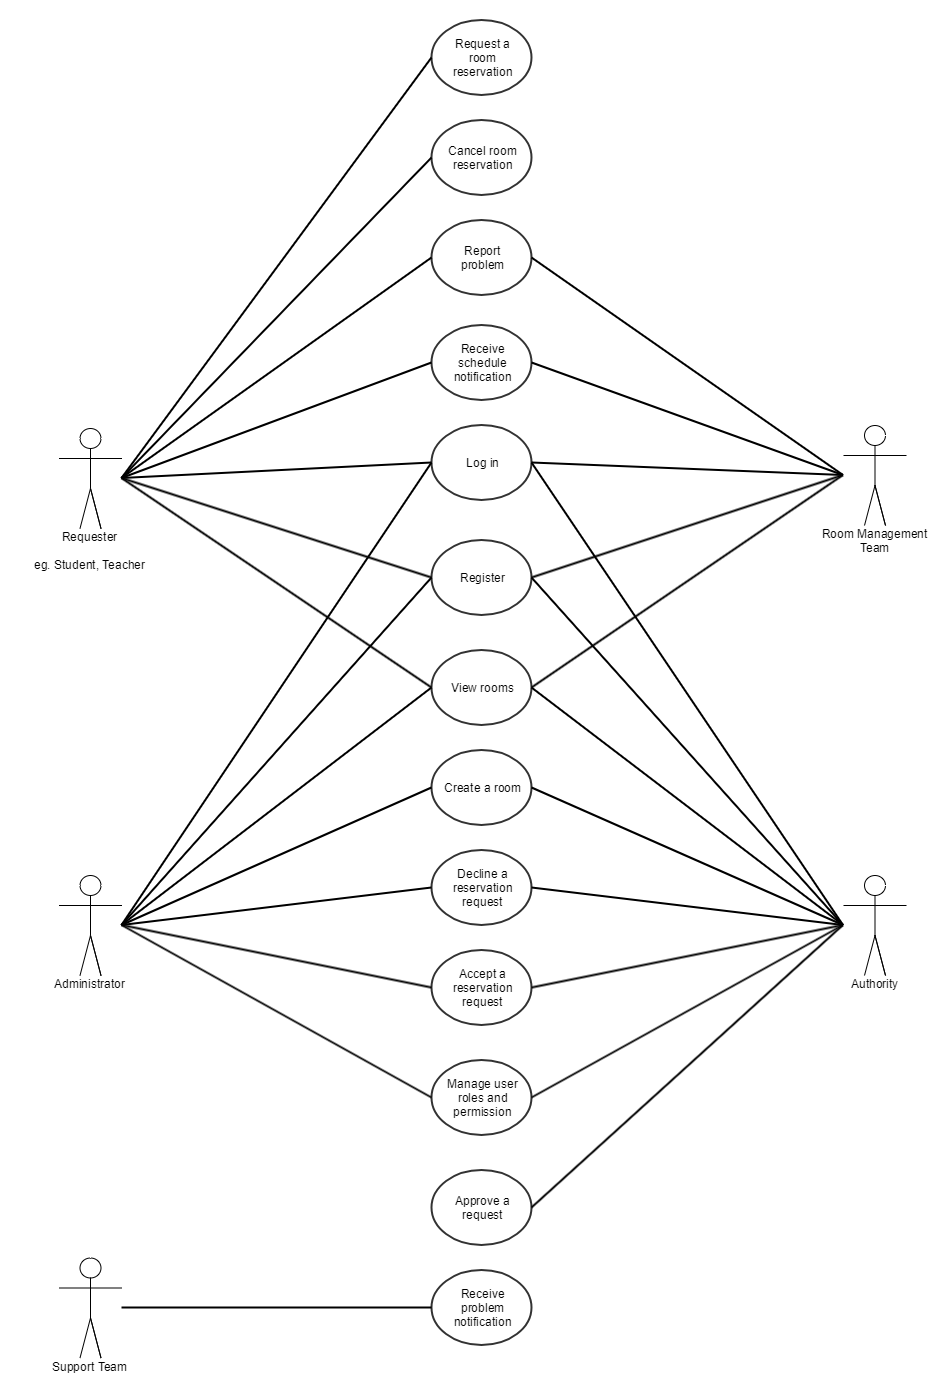 Request a
room
reservation
Cancel room
reservation
Report
problem
Receive
schedule
notification
Log in
Requester
eg. Student, Teacher
Room Management
Team
Register
View rooms
Create a room
Decline a
reservation
request
Administrator
Authority
Accept a
reservation
request
Manage user
roles and
permission
Approve a
request
Receive
problem
notification
Support Team